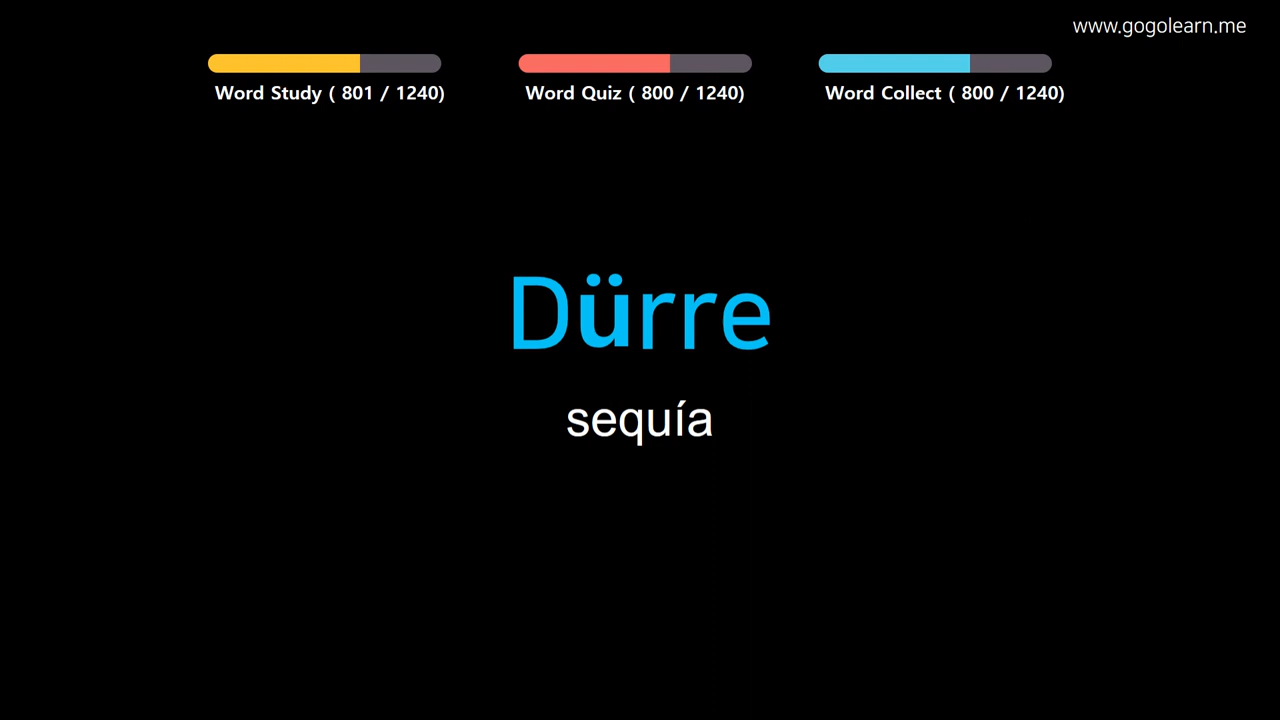 www.gogolearn.me
Word Study ( 801 / 1240)
Word Quiz ( 800 / 1240)
Word Collect ( 800 / 1240)
Dürre
sequía